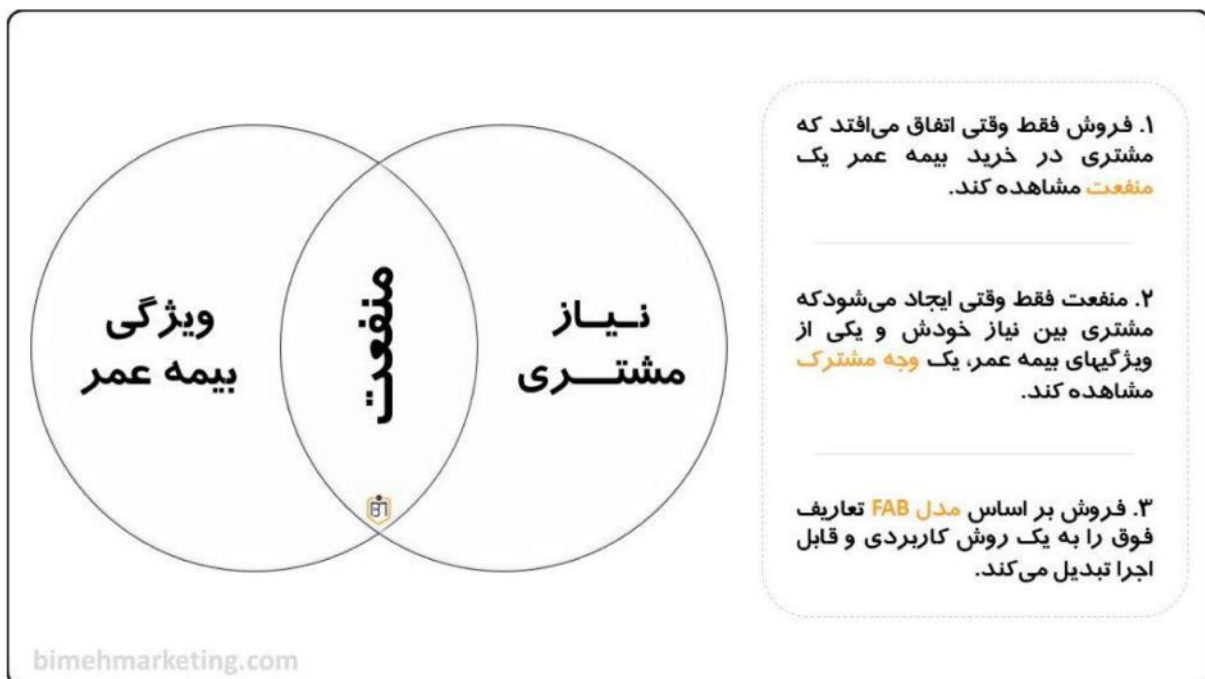 ۱. فروش فقط وقتی اتفاق می‌افتد که
مشتری در خرید بیمه عمر یک
منفعت مشاهده کند.
۲. منفعت فقط وقتی ایجاد می‌شودکه
مشتری بین نیاز خودش و یکی از
ویژگیهای بیمه عمر، یک وجه مشترک
مشاهده کند.
۳. فروش بر اساس مدل FAB تعاریف
فوق را به یک روش کاربردی و قابل
اجرا تبدیل می‌کند.
نـیـاز
مشتـــری
منفعت
ویژگی
بیمه عمر
bimehmarketing.com